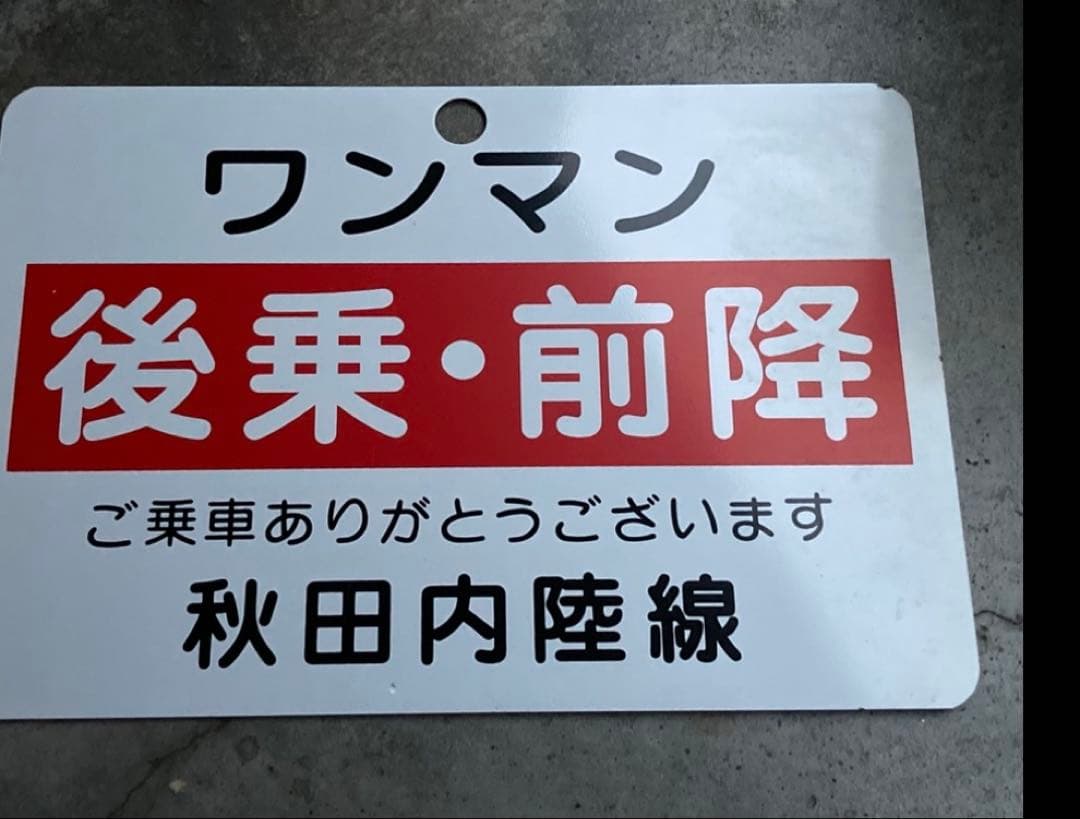 ワンマン
後乗・前降
ご乗車ありがとうございます
秋田内陸線